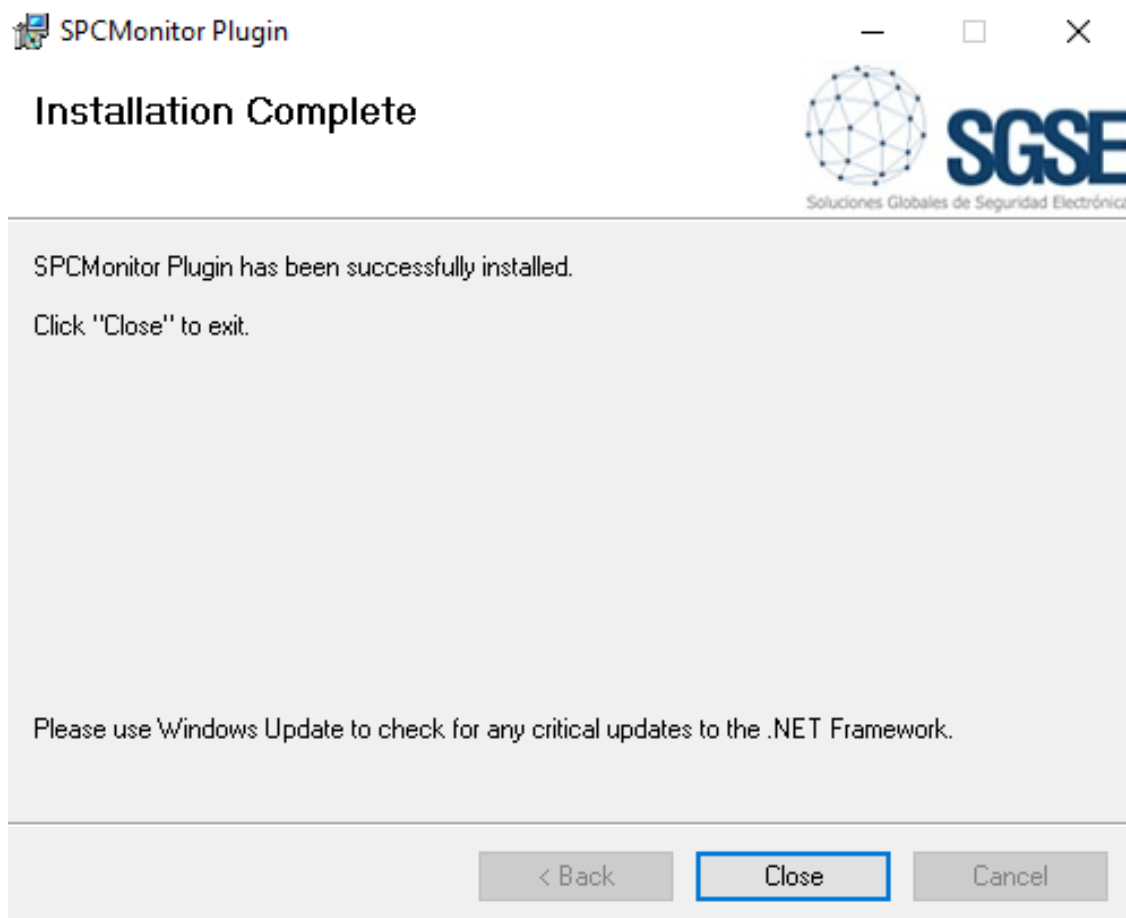 SPCMonitor Plugin
Installation Complete
SGSE
Soluciones Globales de Seguridad Electrónica
SPCMonitor Plugin has been successfully installed.
Click "Close" to exit.
Please use Windows Update to check for any critical updates to the .NET Framework.
< Back
Close
Cancel